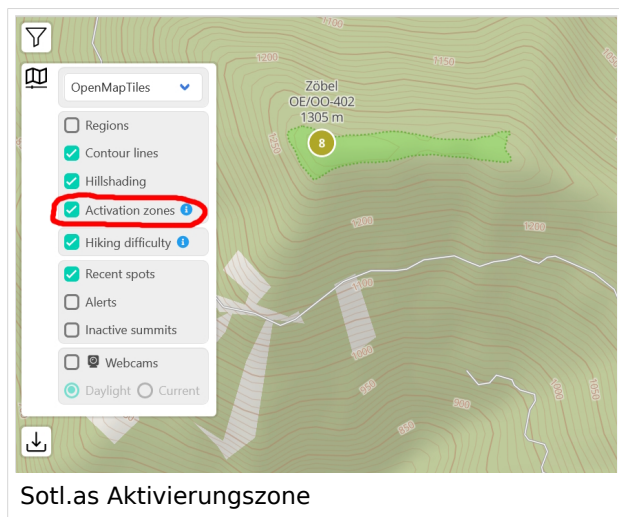 1100
1200
1150
1050
OpenMapTiles
Zöbel
OE/OO-402
1305 m
8
Regions
1250
Contour lines
Hillshading
Activation zones
1200
1200
Hiking difficulty
Recent spots
1100
Alerts
Inactive summits
1000
Webcams
950
1000
1050
Daylight
Current
900
850
850
Sotl.as Aktivierungszone